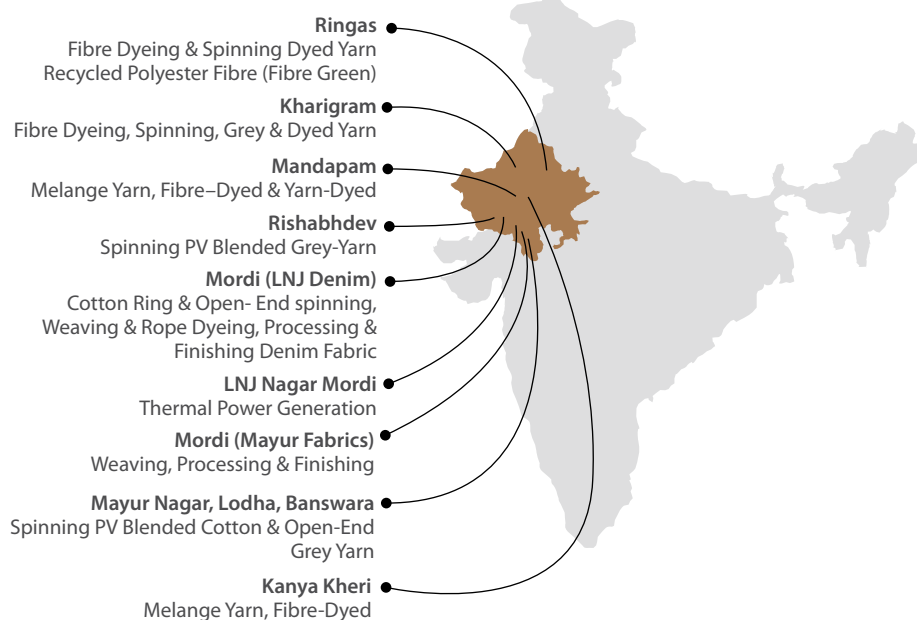 Ringas
Fibre Dyeing & Spinning Dyed Yarn
Recycled Polyester Fibre (Fibre Green)
Kharigram
Fibre Dyeing, Spinning, Grey & Dyed Yarn
Mandapam
Melange Yarn, Fibre–Dyed & Yarn-Dyed
Rishabhdev
Spinning PV Blended Grey-Yarn
Mordi (LNJ Denim)
Cotton Ring & Open- End spinning,
Weaving & Rope Dyeing, Processing &
Finishing Denim Fabric
LNJ Nagar Mordi
Thermal Power Generation
Mordi (Mayur Fabrics)
Weaving, Processing & Finishing
Mayur Nagar, Lodha, Banswara
Spinning PV Blended Cotton & Open-End
Grey Yarn
Kanya Kheri
Melange Yarn, Fibre-Dyed